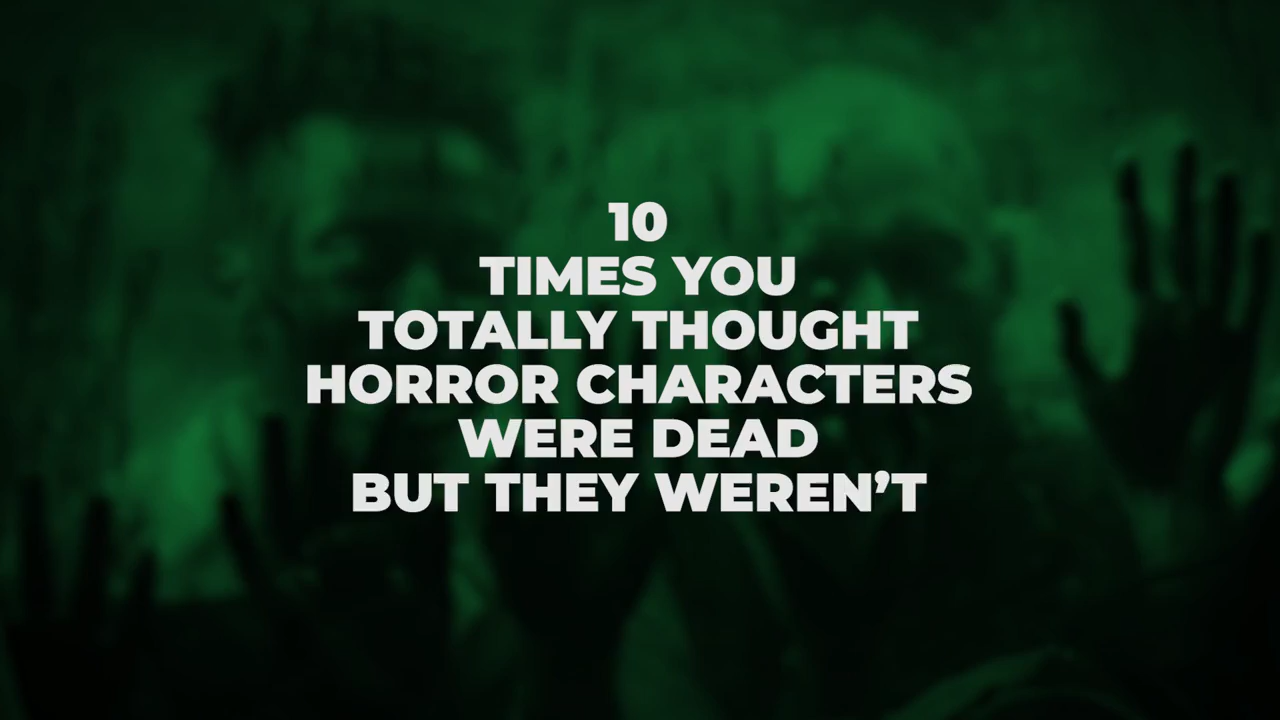 10
TIMES YOU
TOTALLY THOUGHT
HORROR CHARACTERS
WERE DEAD
BUT THEY WEREN’T